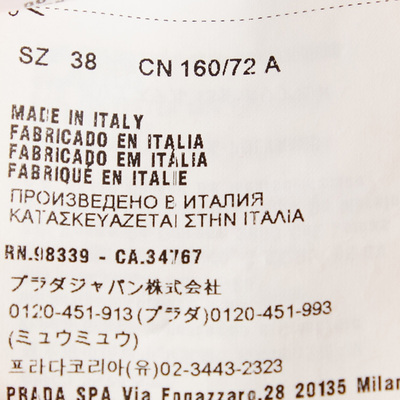 SZ 38 CN 160/72 A
MADE IN ITALY
FABRICADO EN ITALIA
FABRICADO EM ITÁLIA
FABRIQUÉ EN ITALIE
ПРОИЗВЕДЕНО В ИТАЛИЯ
ΚΑΤΑΣΚΕΥΑΖΕΤΑΙ ΣΤΗΝ ΙΤΑΛΙΑ
RN.98339 - CA.34767
プラダジャパン株式会社
0120-451-913(プラダ)0120-451-993
(ミュウミュウ)
프라다코리아(유)02-3443-2323
PRADA SPA Via Fogazzaro,28 20135 Milan